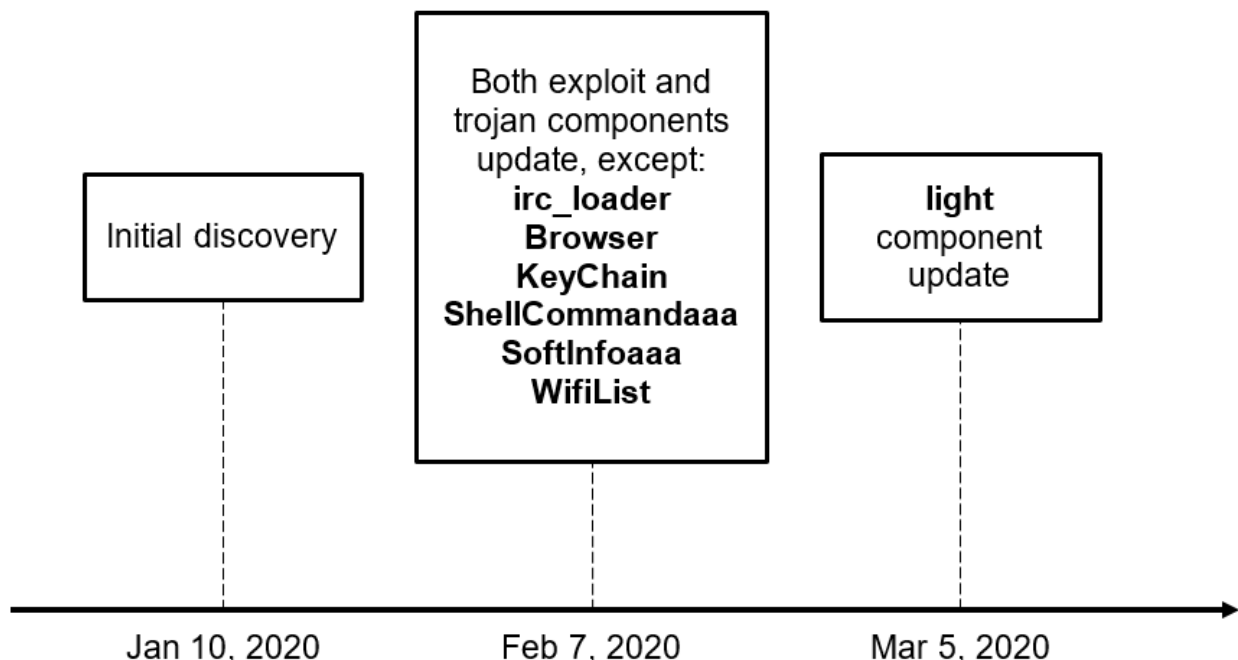 Initial discovery
Both exploit and
trojan components
update, except:
irc_loader
Browser
KeyChain
ShellCommandaaa
SoftInfoaaa
WifiList
light
component
update
Jan 10, 2020
Feb 7, 2020
Mar 5, 2020